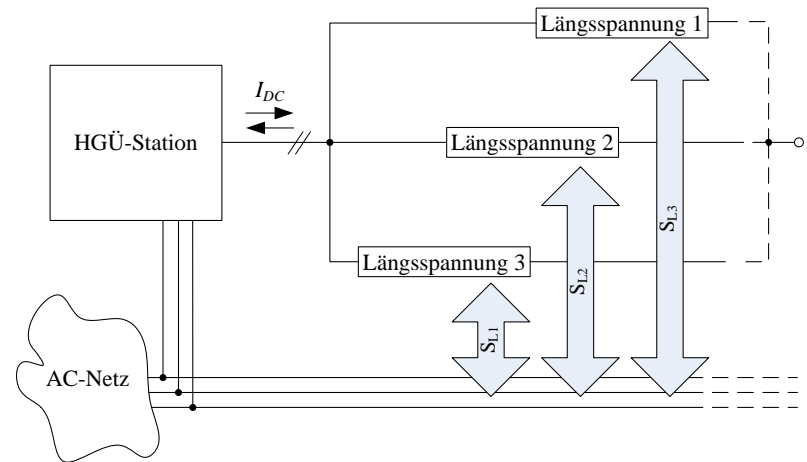 Längsspannung 1
I_DC
HGÜ-Station
Längsspannung 2
S_L3
Längsspannung 3
S_L2
S_L1
AC-Netz